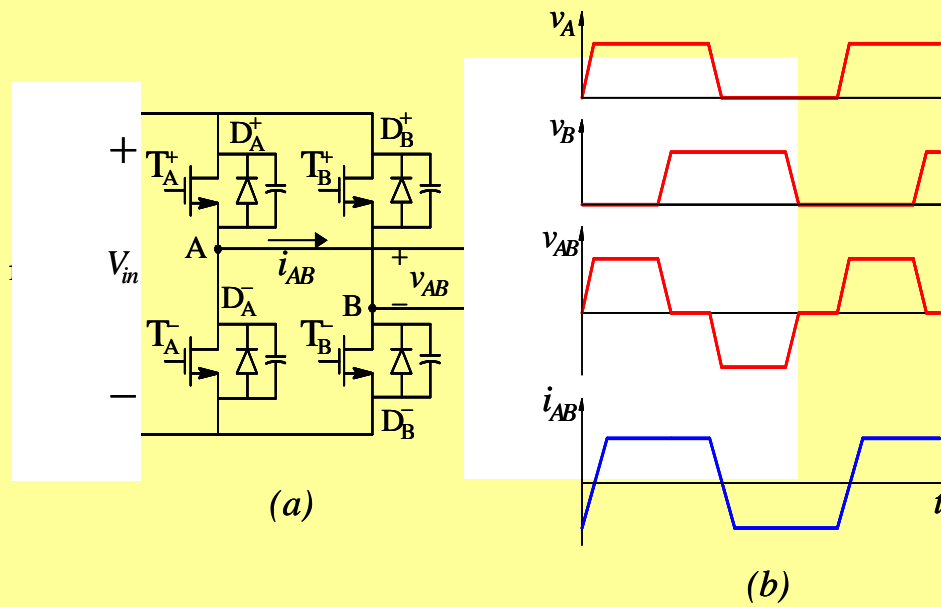 +
−
V_in
D_A^+
T_A^+
D_B^+
T_B^+
A
i_AB
+
v_AB
−
B
D_A^−
T_A^−
T_B^−
D_B^−
(a)
v_A
v_B
v_AB
i_AB
t
(b)